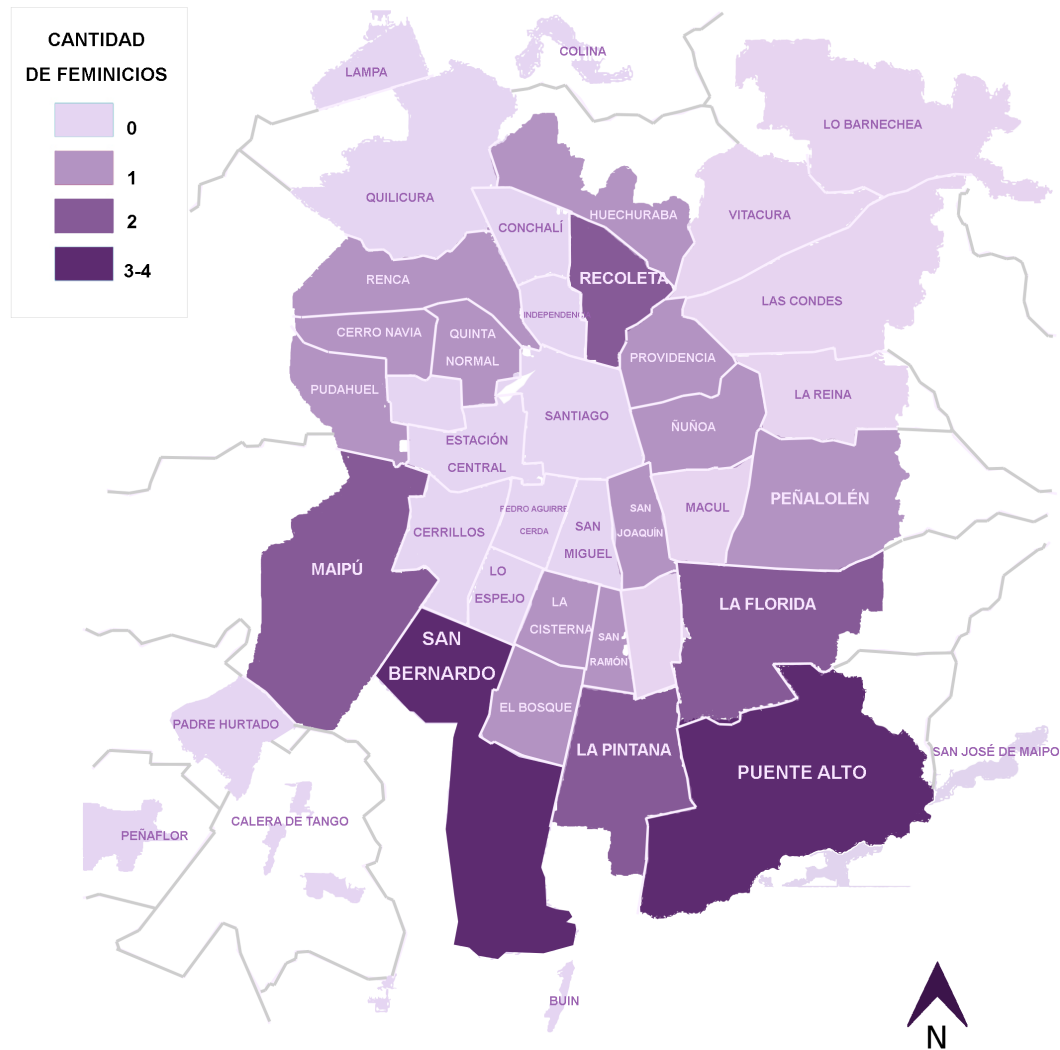 CANTIDAD
DE FEMINICIOS
0
1
2
3-4
COLINA
LAMPA
LO BARNECHEA
QUILICURA
HUECHURABA
VITACURA
CONCHALÍ
RECOLETA
RENCA
LAS CONDES
INDEPENDENCI
CERRO NAVIA
QUINTA
NORMAL
PROVIDENCIA
PUDAHUEL
LA REINA
SANTIAGO
ÑUÑOA
ESTACIÓN
CENTRAL
PEÑALOLÉN
PEDRO AGUIRRE
CERDA
SAN
JOAQUÍN
MACUL
CERRILLOS
SAN
MIGUEL
MAIPÚ
LO
ESPEJO
LA
CISTERNA
LA FLORIDA
SAN
BERNARDO
SAN
RAMÓN
EL BOSQUE
PADRE HURTADO
LA PINTANA
SAN JOSÉ DE MAIPO
PUENTE ALTO
CALERA DE TANGO
PEÑAFLOR
BUIN
N